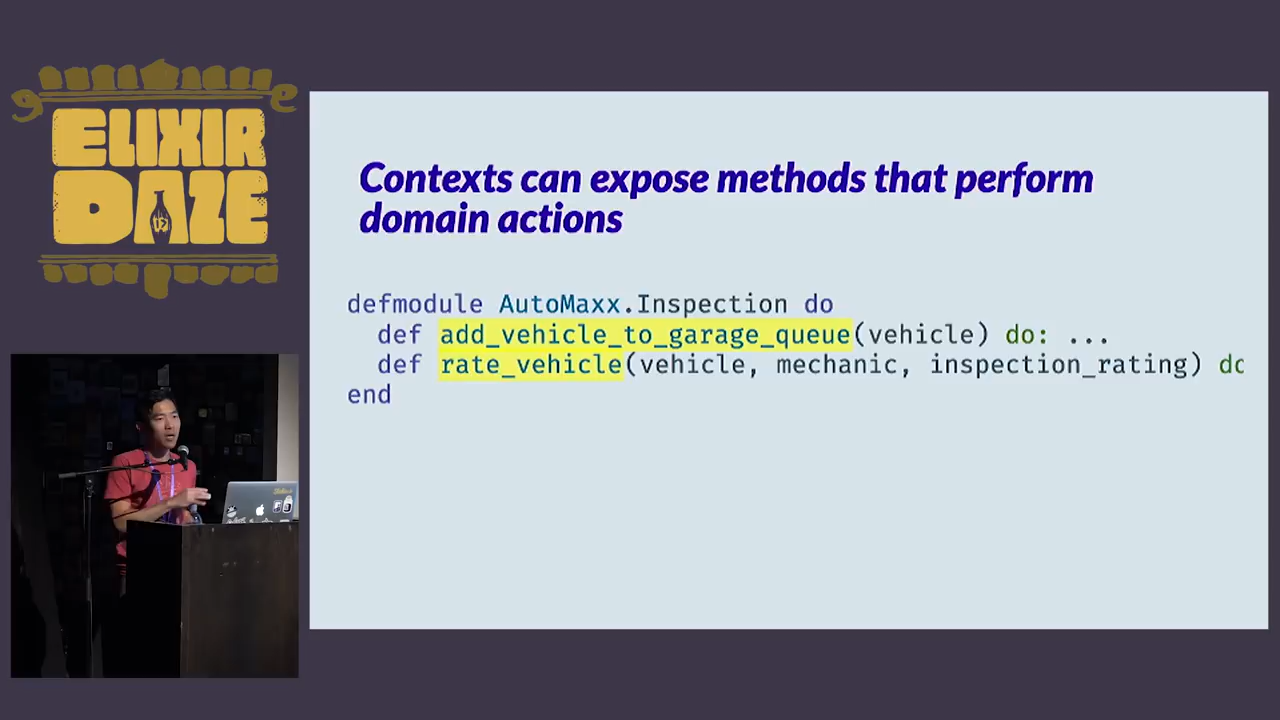 ELIXIR
DAZE
Contexts can expose methods that perform
domain actions
defmodule AutoMaxx.Inspection do
  def add_vehicle_to_garage_queue(vehicle) do: ...
  def rate_vehicle(vehicle, mechanic, inspection_rating) do
end